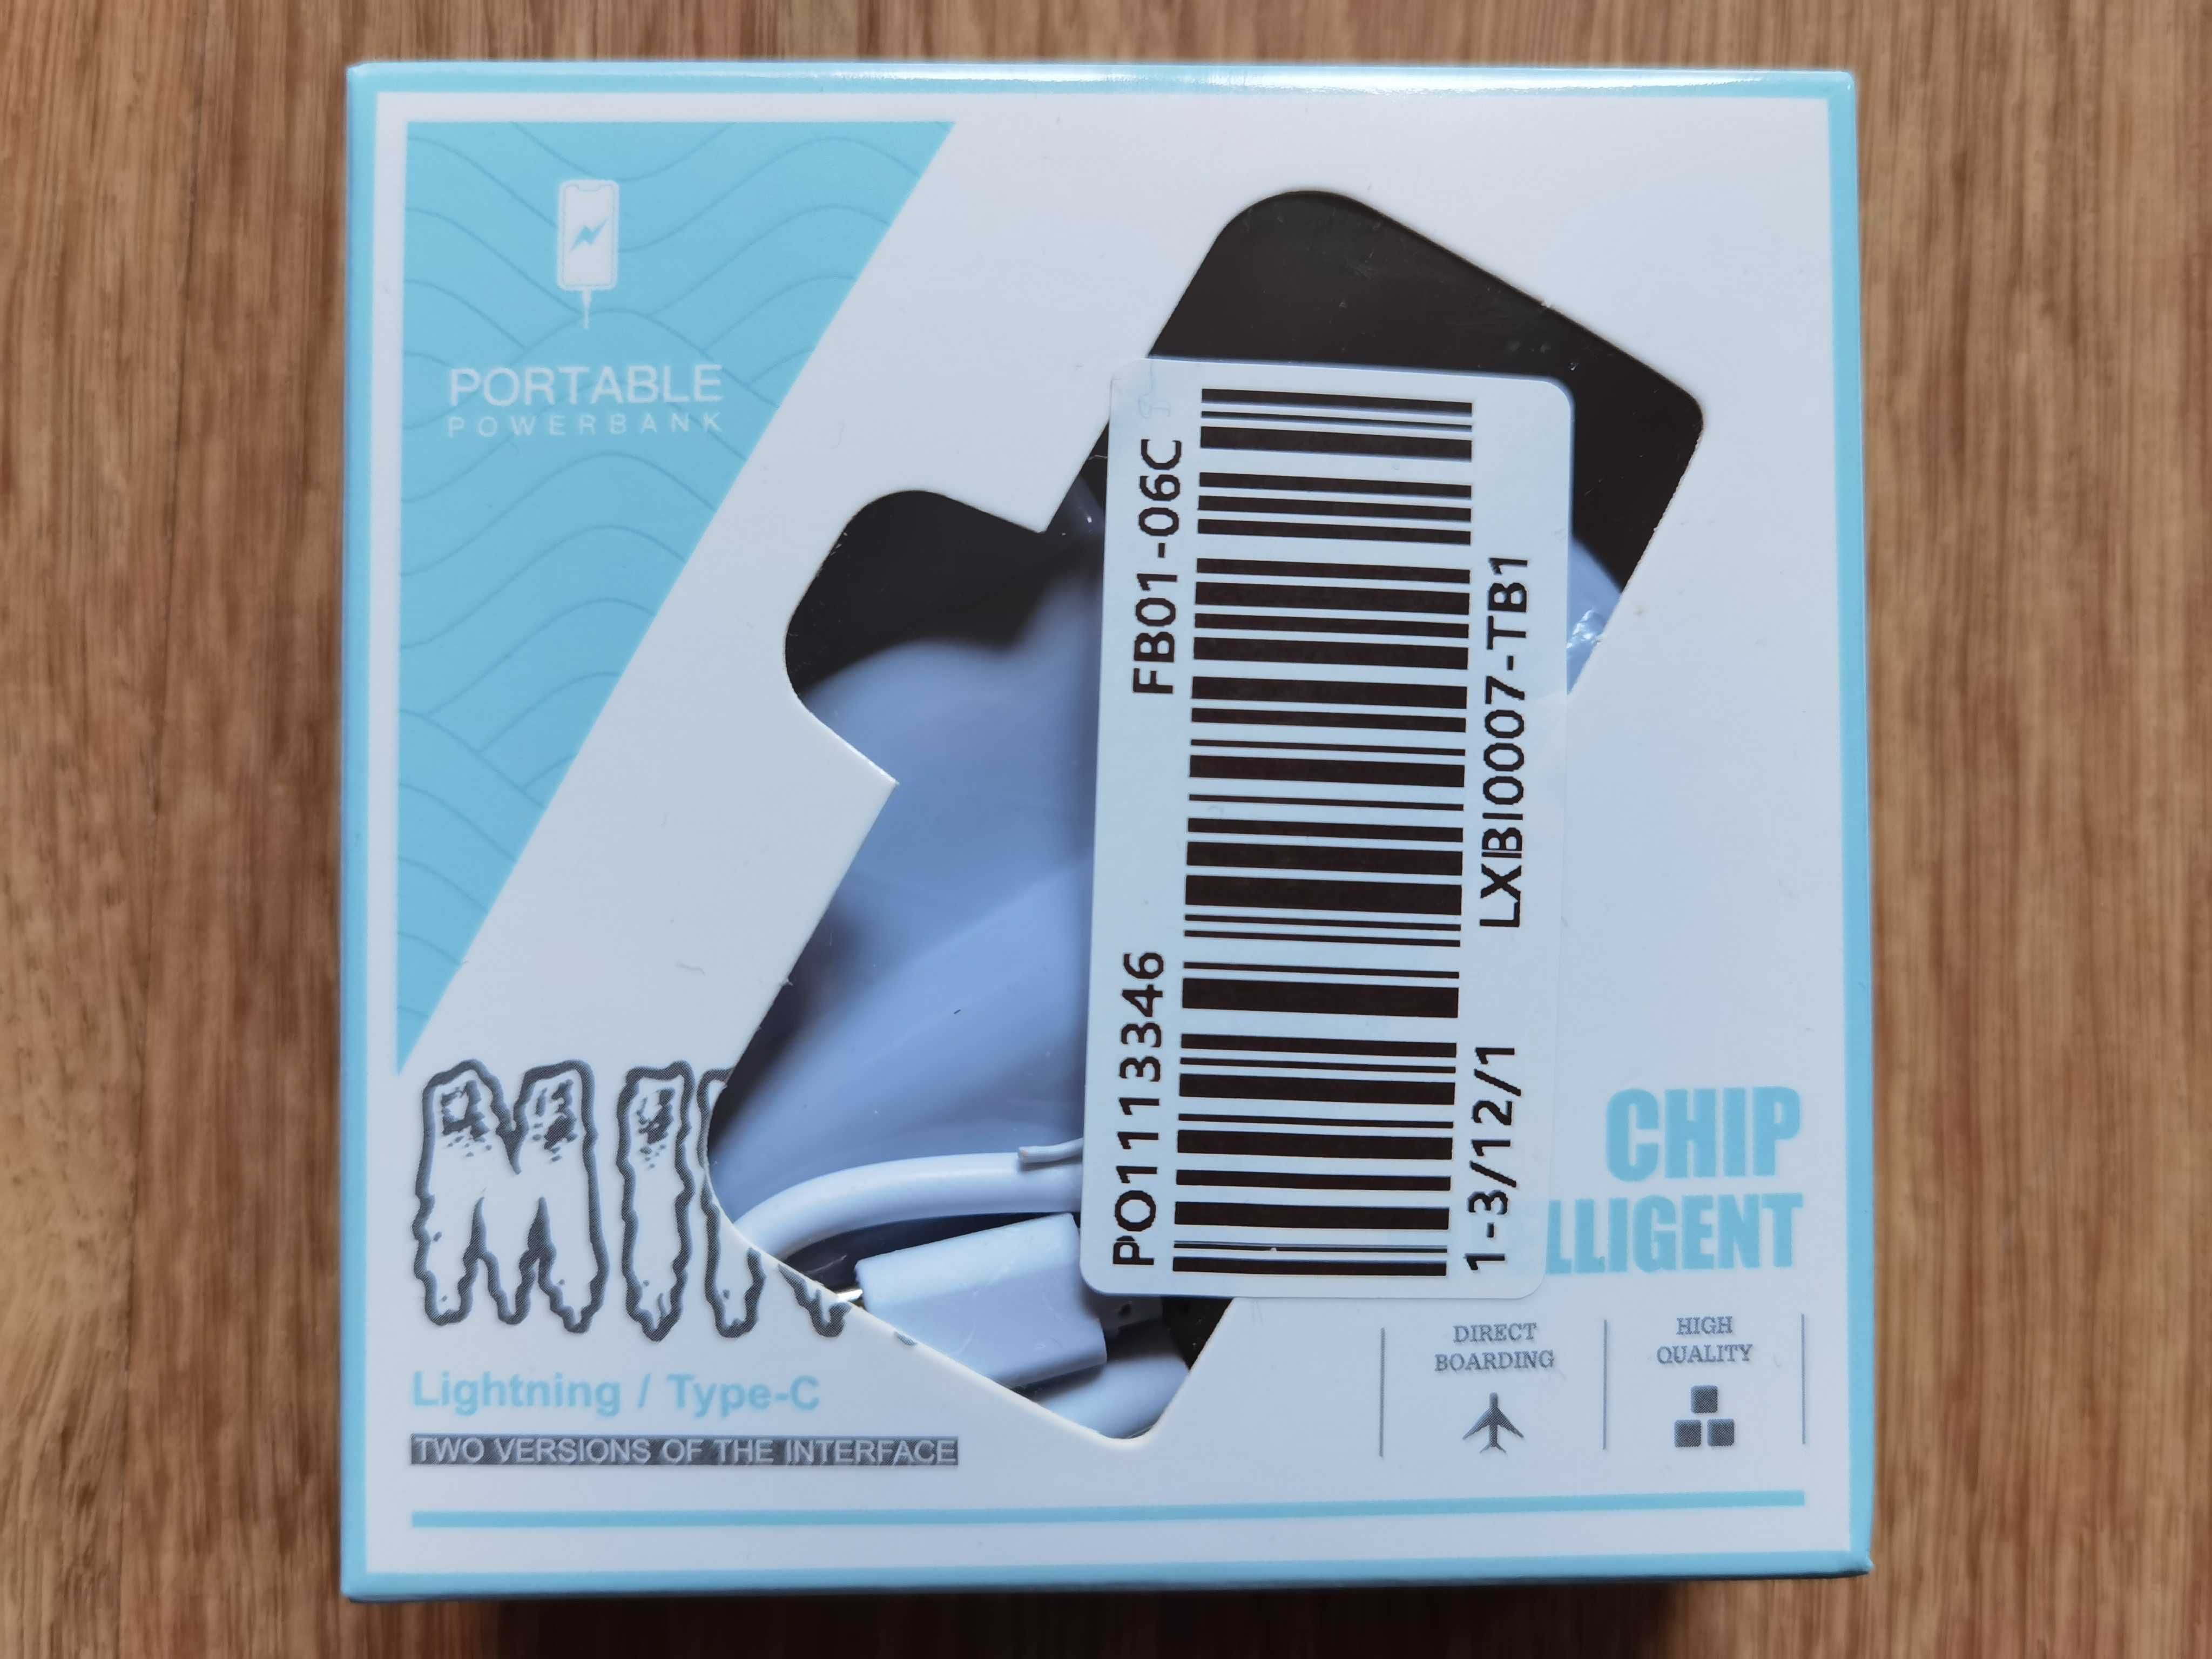 PORTABLE
POWERBANK
FB01-06C
PO1113346
LXBI0007-TB1
1-3/12/1
CHIP
LLIGENT
Lightning / Type-C
TWO VERSIONS OF THE INTERFACE
DIRECT
BOARDING
HIGH
QUALITY